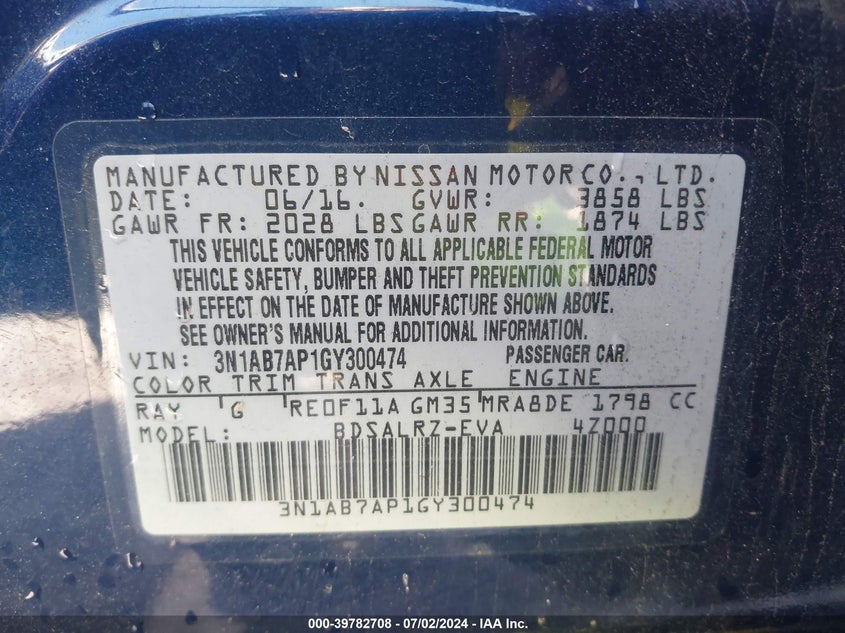 MANUFACTURED BY NISSAN MOTOR CO., LTD.
DATE: 06/16. GVWR: 3858 LBS
GAWR FR: 2028 LBS GAWR RR: 1874 LBS
THIS VEHICLE CONFORMS TO ALL APPLICABLE FEDERAL MOTOR
VEHICLE SAFETY, BUMPER AND THEFT PREVENTION STANDARDS
IN EFFECT ON THE DATE OF MANUFACTURE SHOWN ABOVE.
SEE OWNER'S MANUAL FOR ADDITIONAL INFORMATION.
VIN: 3N1AB7AP1GY300474 PASSENGER CAR.
COLOR TRIM TRANS AXLE ENGINE
RAY G RE0F11A GM35 MRA8DE 1798 CC
MODEL: BDSALRZ-EVA 4Z000
3N1AB7AP1GY300474
000-39782708 - 07/02/2024 - IAA Inc.